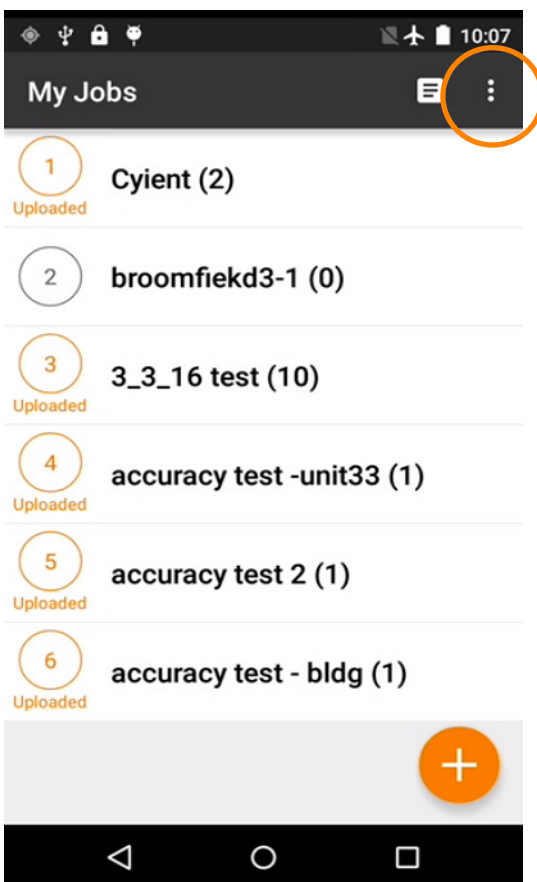 10:07
My Jobs
1
Uploaded
Cyient (2)
2
broomfiekd3-1 (0)
3
Uploaded
3_3_16 test (10)
4
Uploaded
accuracy test -unit33 (1)
5
Uploaded
accuracy test 2 (1)
6
Uploaded
accuracy test - bldg (1)